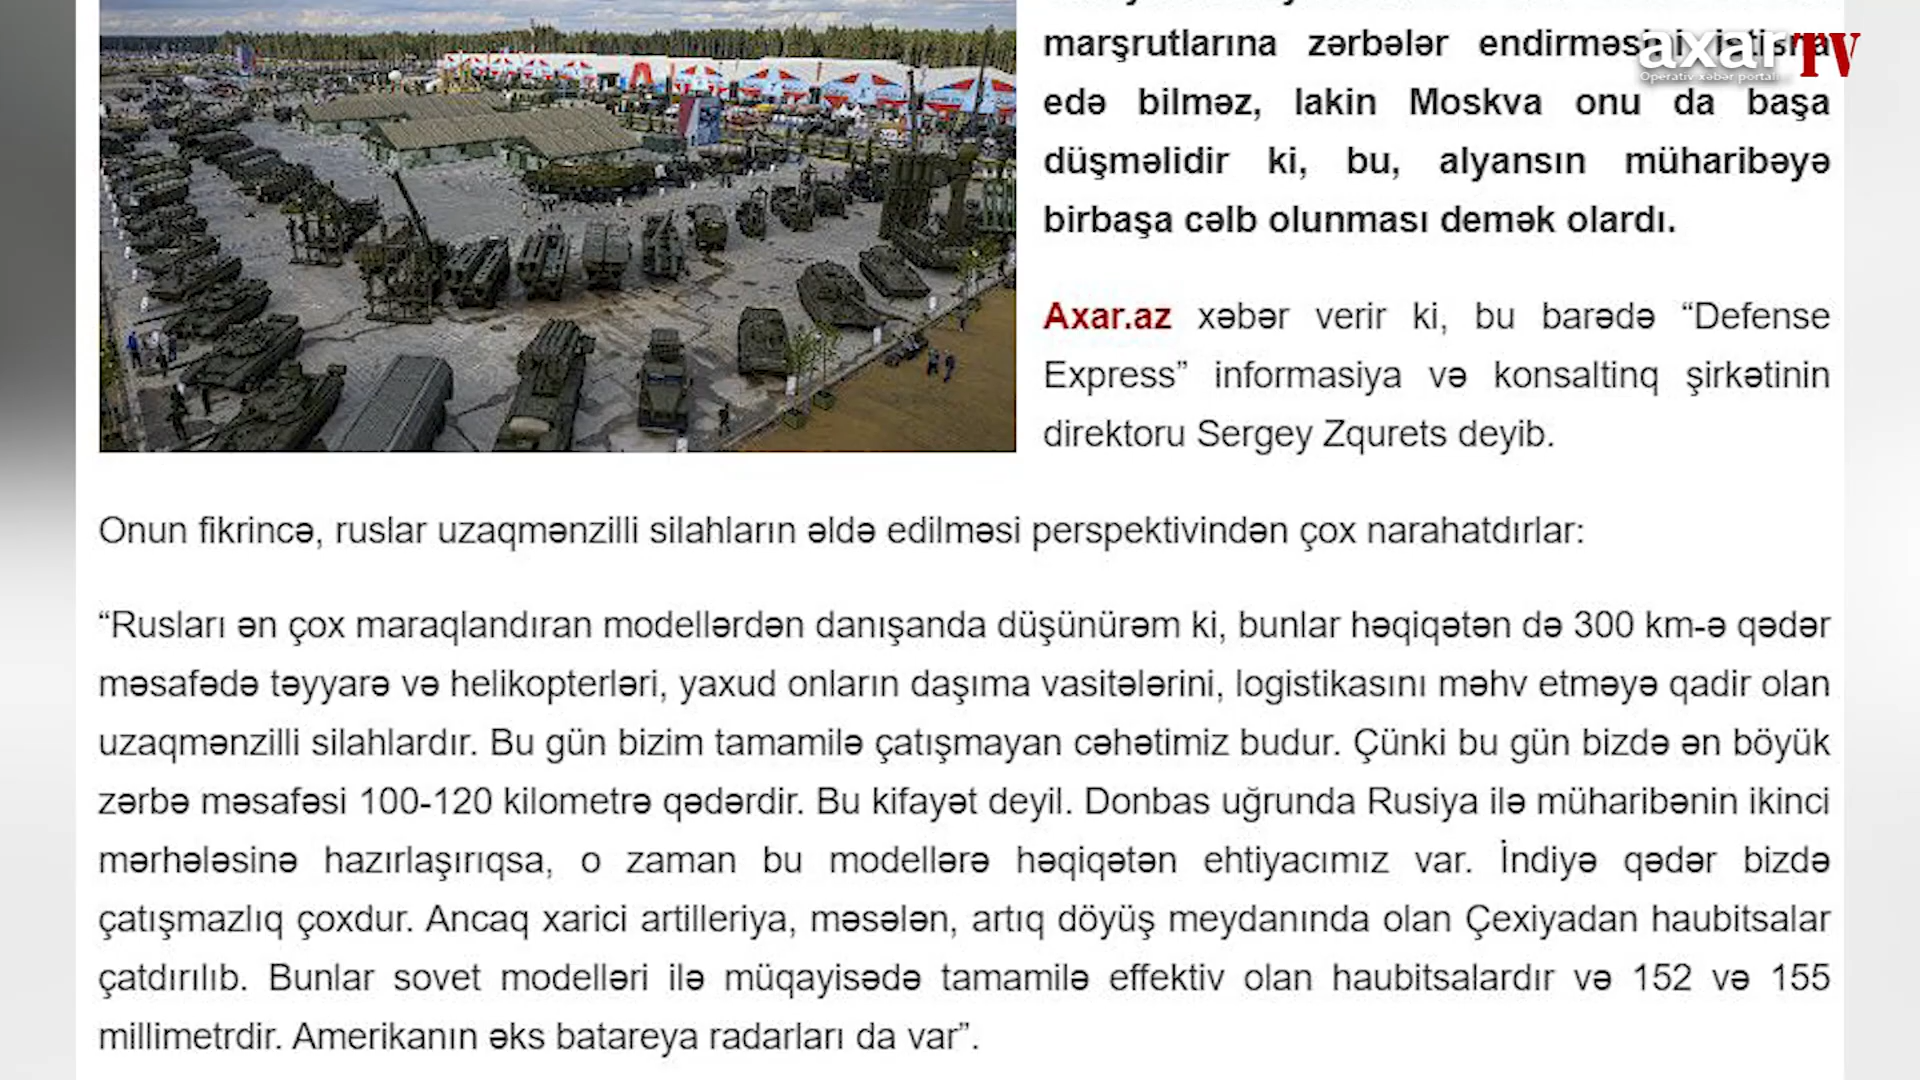 marşrutlarına zərbələr endirməsini istisna
edə bilməz, lakin Moskva onu da başa
düşməlidir ki, bu, alyansın müharibəyə
birbaşa cəlb olunması demək olardı.
axar TV
Operativ xəbər portalı
Axar.az xəbər verir ki, bu barədə “Defense
Express” informasiya və konsaltinq şirkətinin
direktoru Sergey Zqurets deyib.
Onun fikrincə, ruslar uzaqmənzilli silahların əldə edilməsi perspektivindən çox narahatdırlar:
“Rusları ən çox maraqlandıran modellərdən danışanda düşünürəm ki, bunlar həqiqətən də 300 km-ə qədər
məsafədə təyyarə və helikopterləri, yaxud onların daşıma vasitələrini, logistikasını məhv etməyə qadir olan
uzaqmənzilli silahlardır. Bu gün bizim tamamilə çatışmayan cəhətimiz budur. Çünki bu gün bizdə ən böyük
zərbə məsafəsi 100-120 kilometrə qədərdir. Bu kifayət deyil. Donbas uğrunda Rusiya ilə müharibənin ikinci
mərhələsinə hazırlaşırıqsa, o zaman bu modellərə həqiqətən ehtiyacımız var. İndiyə qədər bizdə
çatışmazlıq çoxdur. Ancaq xarici artilleriya, məsələn, artıq döyüş meydanında olan Çexiyadan haubitsalar
çatdırılıb. Bunlar sovet modelləri ilə müqayisədə tamamilə effektiv olan haubitsalardır və 152 və 155
millimetrdir. Amerikanın əks batareya radarları da var”.